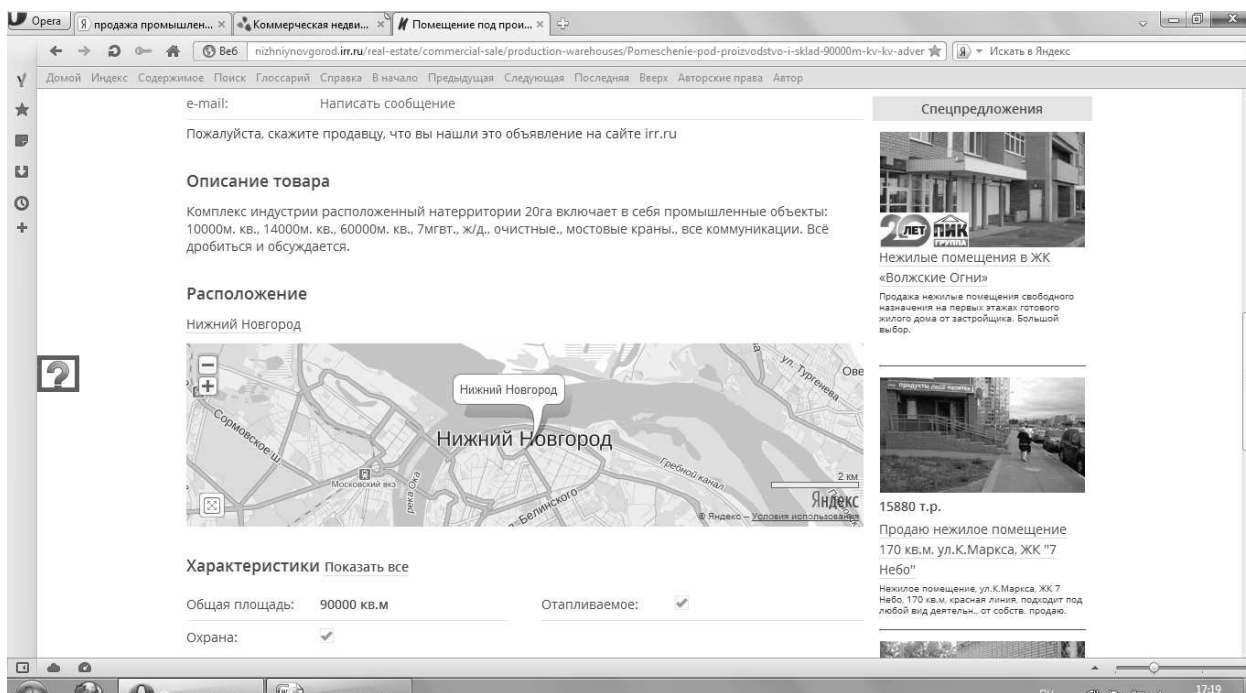 Opera
продажа промышлен...
Коммерческая недви...
Помещение под прои...
Веб nizhniynovgorod.irr.ru/real-estate/commercial-sale/production-warehouses/Pomeschenie-pod-proizvodstvo-i-sklad-90000m-kv-kv-adver
Искать в Яндекс
Домой Индекс Содержимое Поиск Глоссарий Справка В начало Предыдущая Следующая Последняя Вверх Авторские права Автор
e-mail: Написать сообщение
Пожалуйста, скажите продавцу, что вы нашли это объявление на сайте irr.ru
Описание товара
Комплекс индустрии расположенный натерритории 20га включает в себя промышленные объекты:
10000м. кв., 14000м. кв., 60000м. кв., 7мгвт., ж/д., очистные., мостовые краны., все коммуникации. Всё
дробиться и обсуждается.
Расположение
Нижний Новгород
Нижний Новгород
Нижний Новгород
Сормовское ш.
Московский вкз.
река Ока
ул. Белинского
Гребной канал
ул. Тургенева
2 км
Яндекс
© Яндекс – Условия использования
Характеристики Показать все
Общая площадь: 90000 кв.м
Отапливаемое:
Охрана:
Спецпредложения
20 ЛЕТ ПИК
ГРУППА
Нежилые помещения в ЖК
«Волжские Огни»
Продажа нежилые помещения свободного
назначения на первых этажах готового
жилого дома от застройщика. Большой
выбор.
15880 т.р.
Продаю нежилое помещение
170 кв.м, ул.К.Маркса, ЖК "7
Небо"
Нежилое помещение, ул.К.Маркса, ЖК 7
Небо, 170 кв.м, красная линия, подходит под
любой вид деятельн., от собств. продаю.
17:19